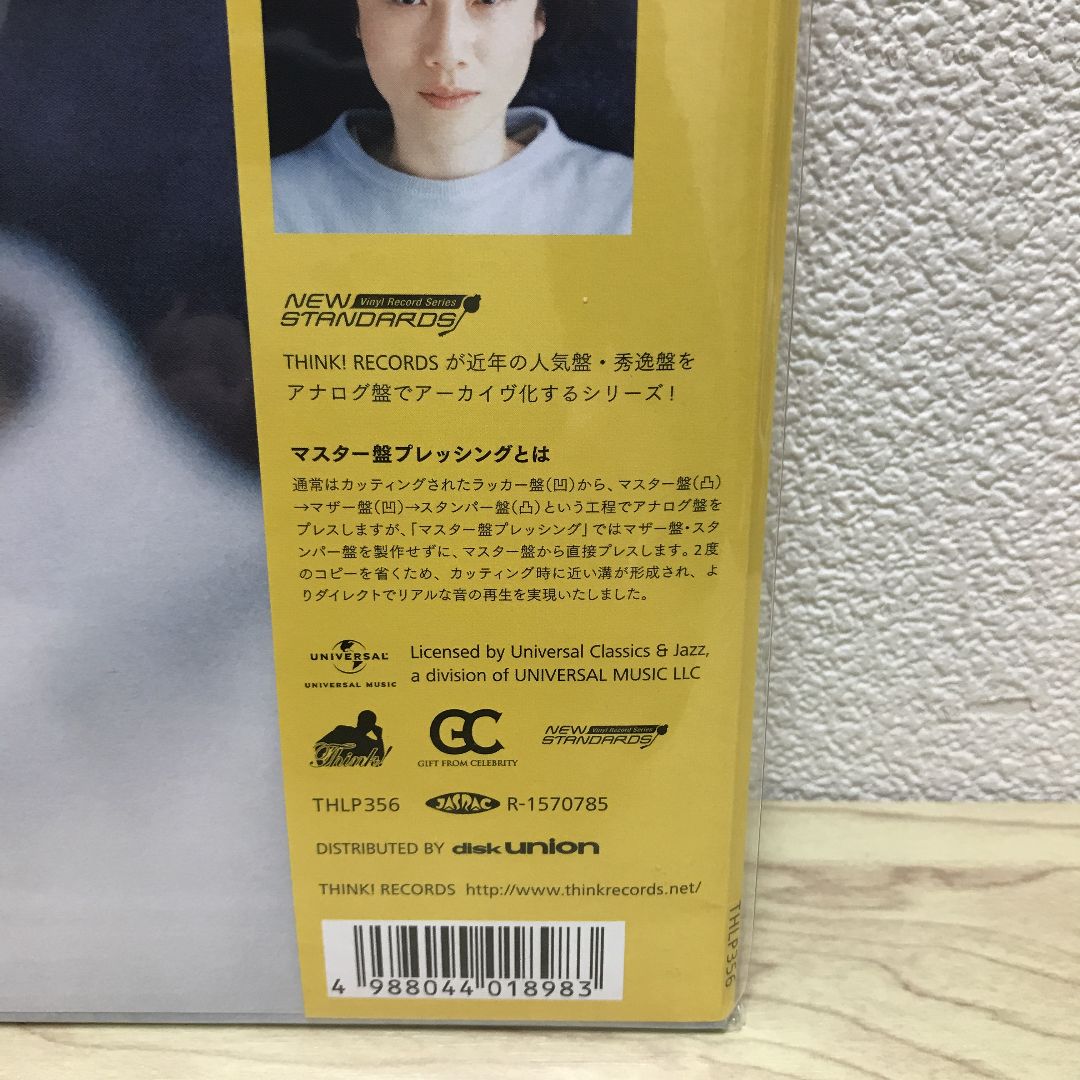 NEW Vinyl Record Series
STANDARDS
THINK! RECORDS が近年の人気盤・秀逸盤を
アナログ盤でアーカイヴ化するシリーズ！
マスター盤プレッシングとは
通常はカッティングされたラッカー盤(凹)から、マスター盤(凸)
→マザー盤(凹)→スタンパー盤(凸)という工程でアナログ盤を
プレスしますが、「マスター盤プレッシング」ではマザー盤・スタ
ンパー盤を製作せずに、マスター盤から直接プレスします。2度
のコピーを省くため、カッティング時に近い溝が形成され、よ
りダイレクトでリアルな音の再生を実現いたしました。
UNIVERSAL
UNIVERSAL MUSIC
Licensed by Universal Classics & Jazz,
a division of UNIVERSAL MUSIC LLC
Think!
GC
GIFT FROM CELEBRITY
NEW Vinyl Record Series
STANDARDS
THLP356 JASRAC R-1570785
DISTRIBUTED BY disk union
THINK! RECORDS http://www.thinkrecords.net/
4 988044 018983
THLP356